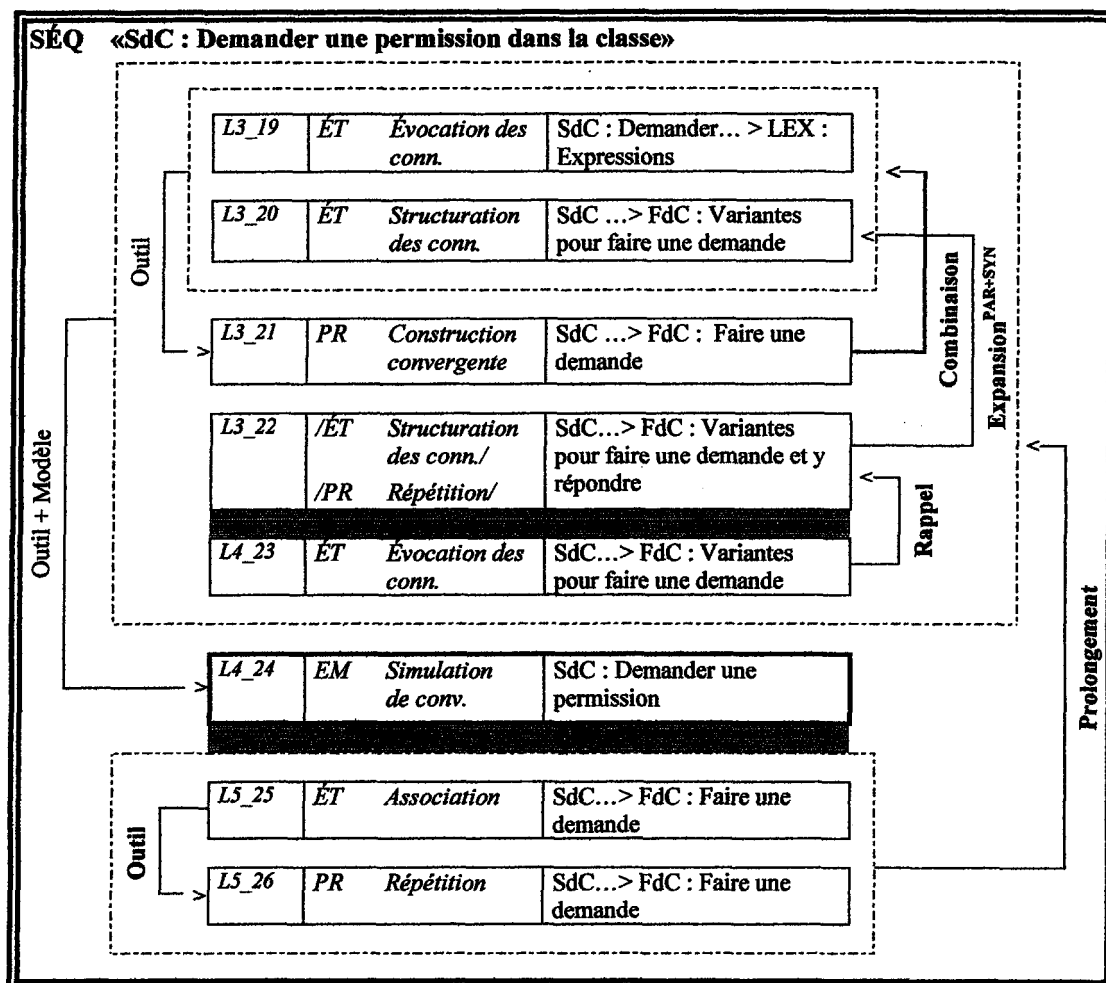 SÉQ «SdC : Demander une permission dans la classe»
L3_19 ÉT Évocation des SdC : Demander… > LEX :
conn. Expressions
L3_20 ÉT Structuration SdC …> FdC : Variantes
des conn. pour faire une demande
Outil
L3_21 PR Construction SdC …> FdC : Faire une
convergente demande
Combinaison
Expansion PAR+SYN
L3_22 /ÉT Structuration SdC…> FdC : Variantes
des conn./ pour faire une demande et y
/PR Répétition/ répondre
Rappel
L4_23 ÉT Évocation des SdC…> FdC : Variantes
conn. pour faire une demande
Outil + Modèle
L4_24 EM Simulation SdC : Demander une
de conv. permission
Prolongement
L5_25 ÉT Association SdC…> FdC : Faire une
demande
Outil
L5_26 PR Répétition SdC…> FdC : Faire une
demande